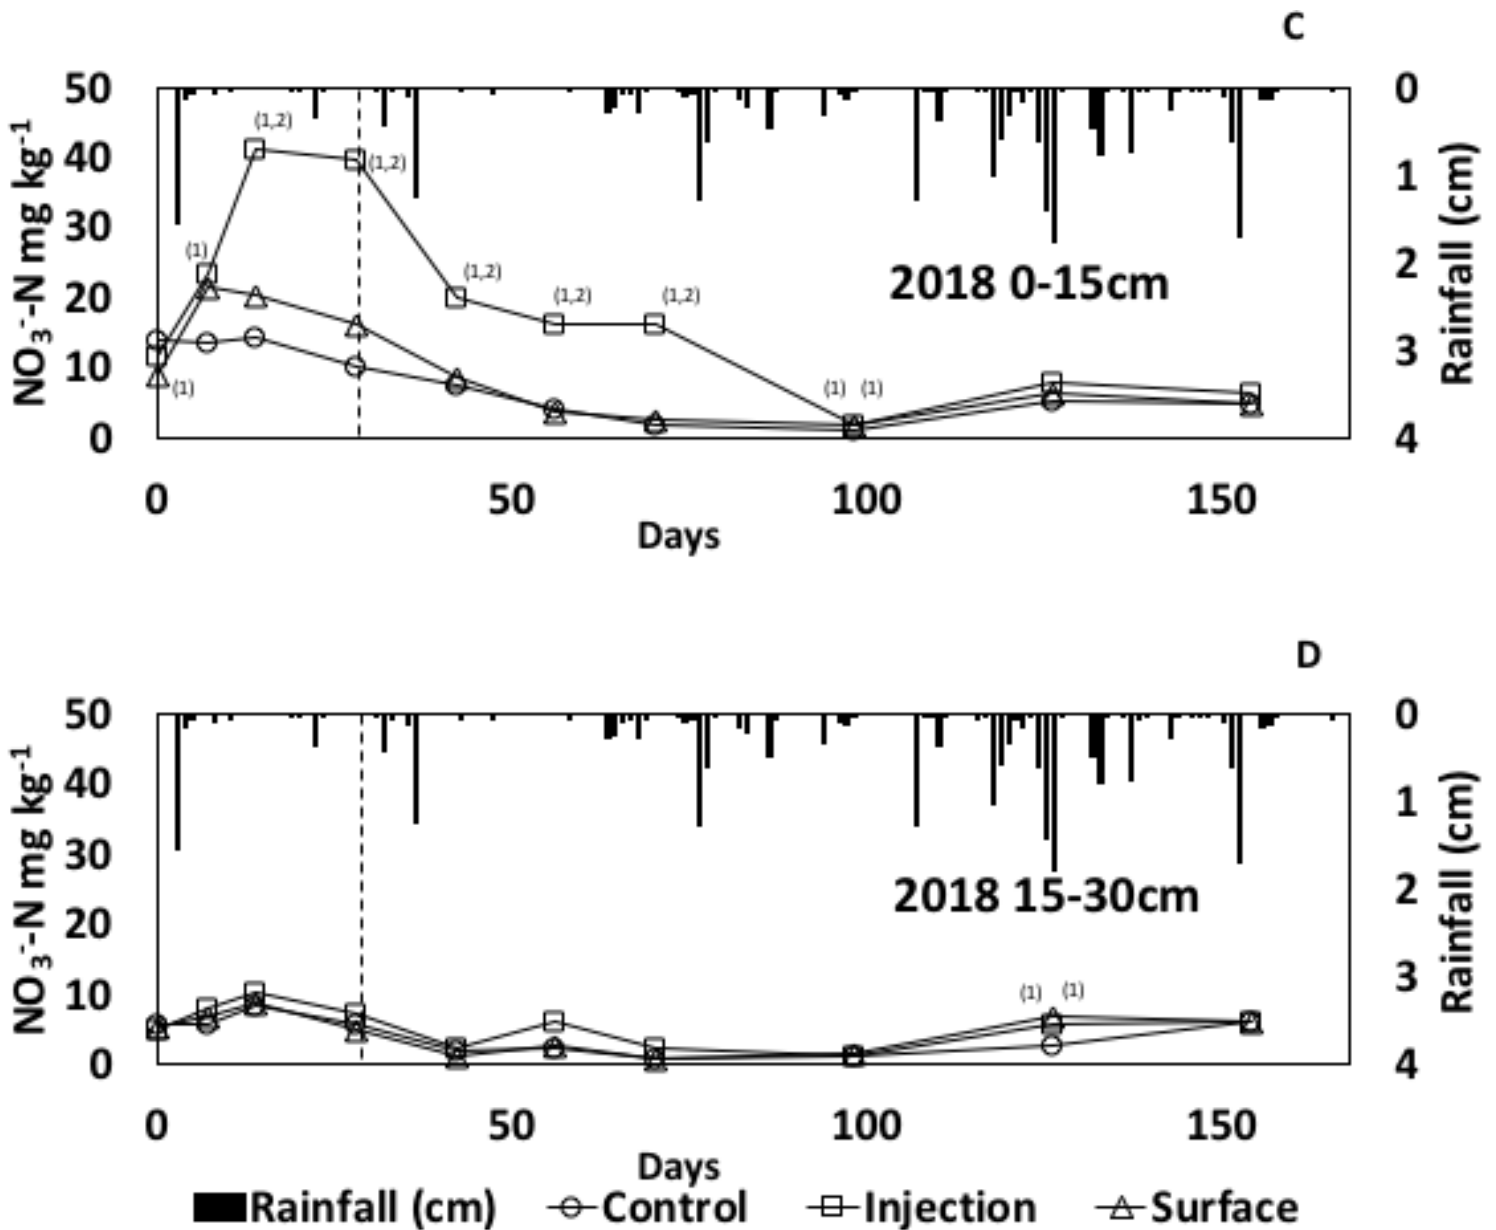 C
50
40
30
20
10
0
NO₃⁻-N mg kg⁻¹
(1,2)
(1,2)
(1)
(1,2)
(1,2)
(1,2)
(1)
(1) (1)
2018 0-15cm
0
1
2
3
4
Rainfall (cm)
0 50 100 150
Days
D
50
40
30
20
10
0
NO₃⁻-N mg kg⁻¹
2018 15-30cm
(1) (1)
0
1
2
3
4
Rainfall (cm)
0 50 100 150
Days
Rainfall (cm) Control Injection Surface